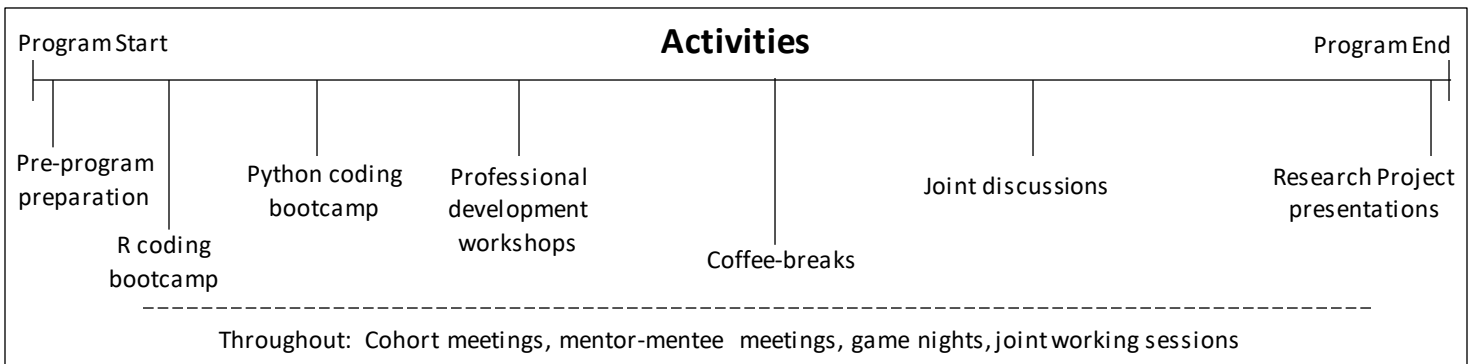 Activities
Program Start
Program End
Pre-program
preparation
R coding
bootcamp
Python coding
bootcamp
Professional
development
workshops
Coffee-breaks
Joint discussions
Research Project
presentations
Throughout: Cohort meetings, mentor-mentee meetings, game nights, joint working sessions